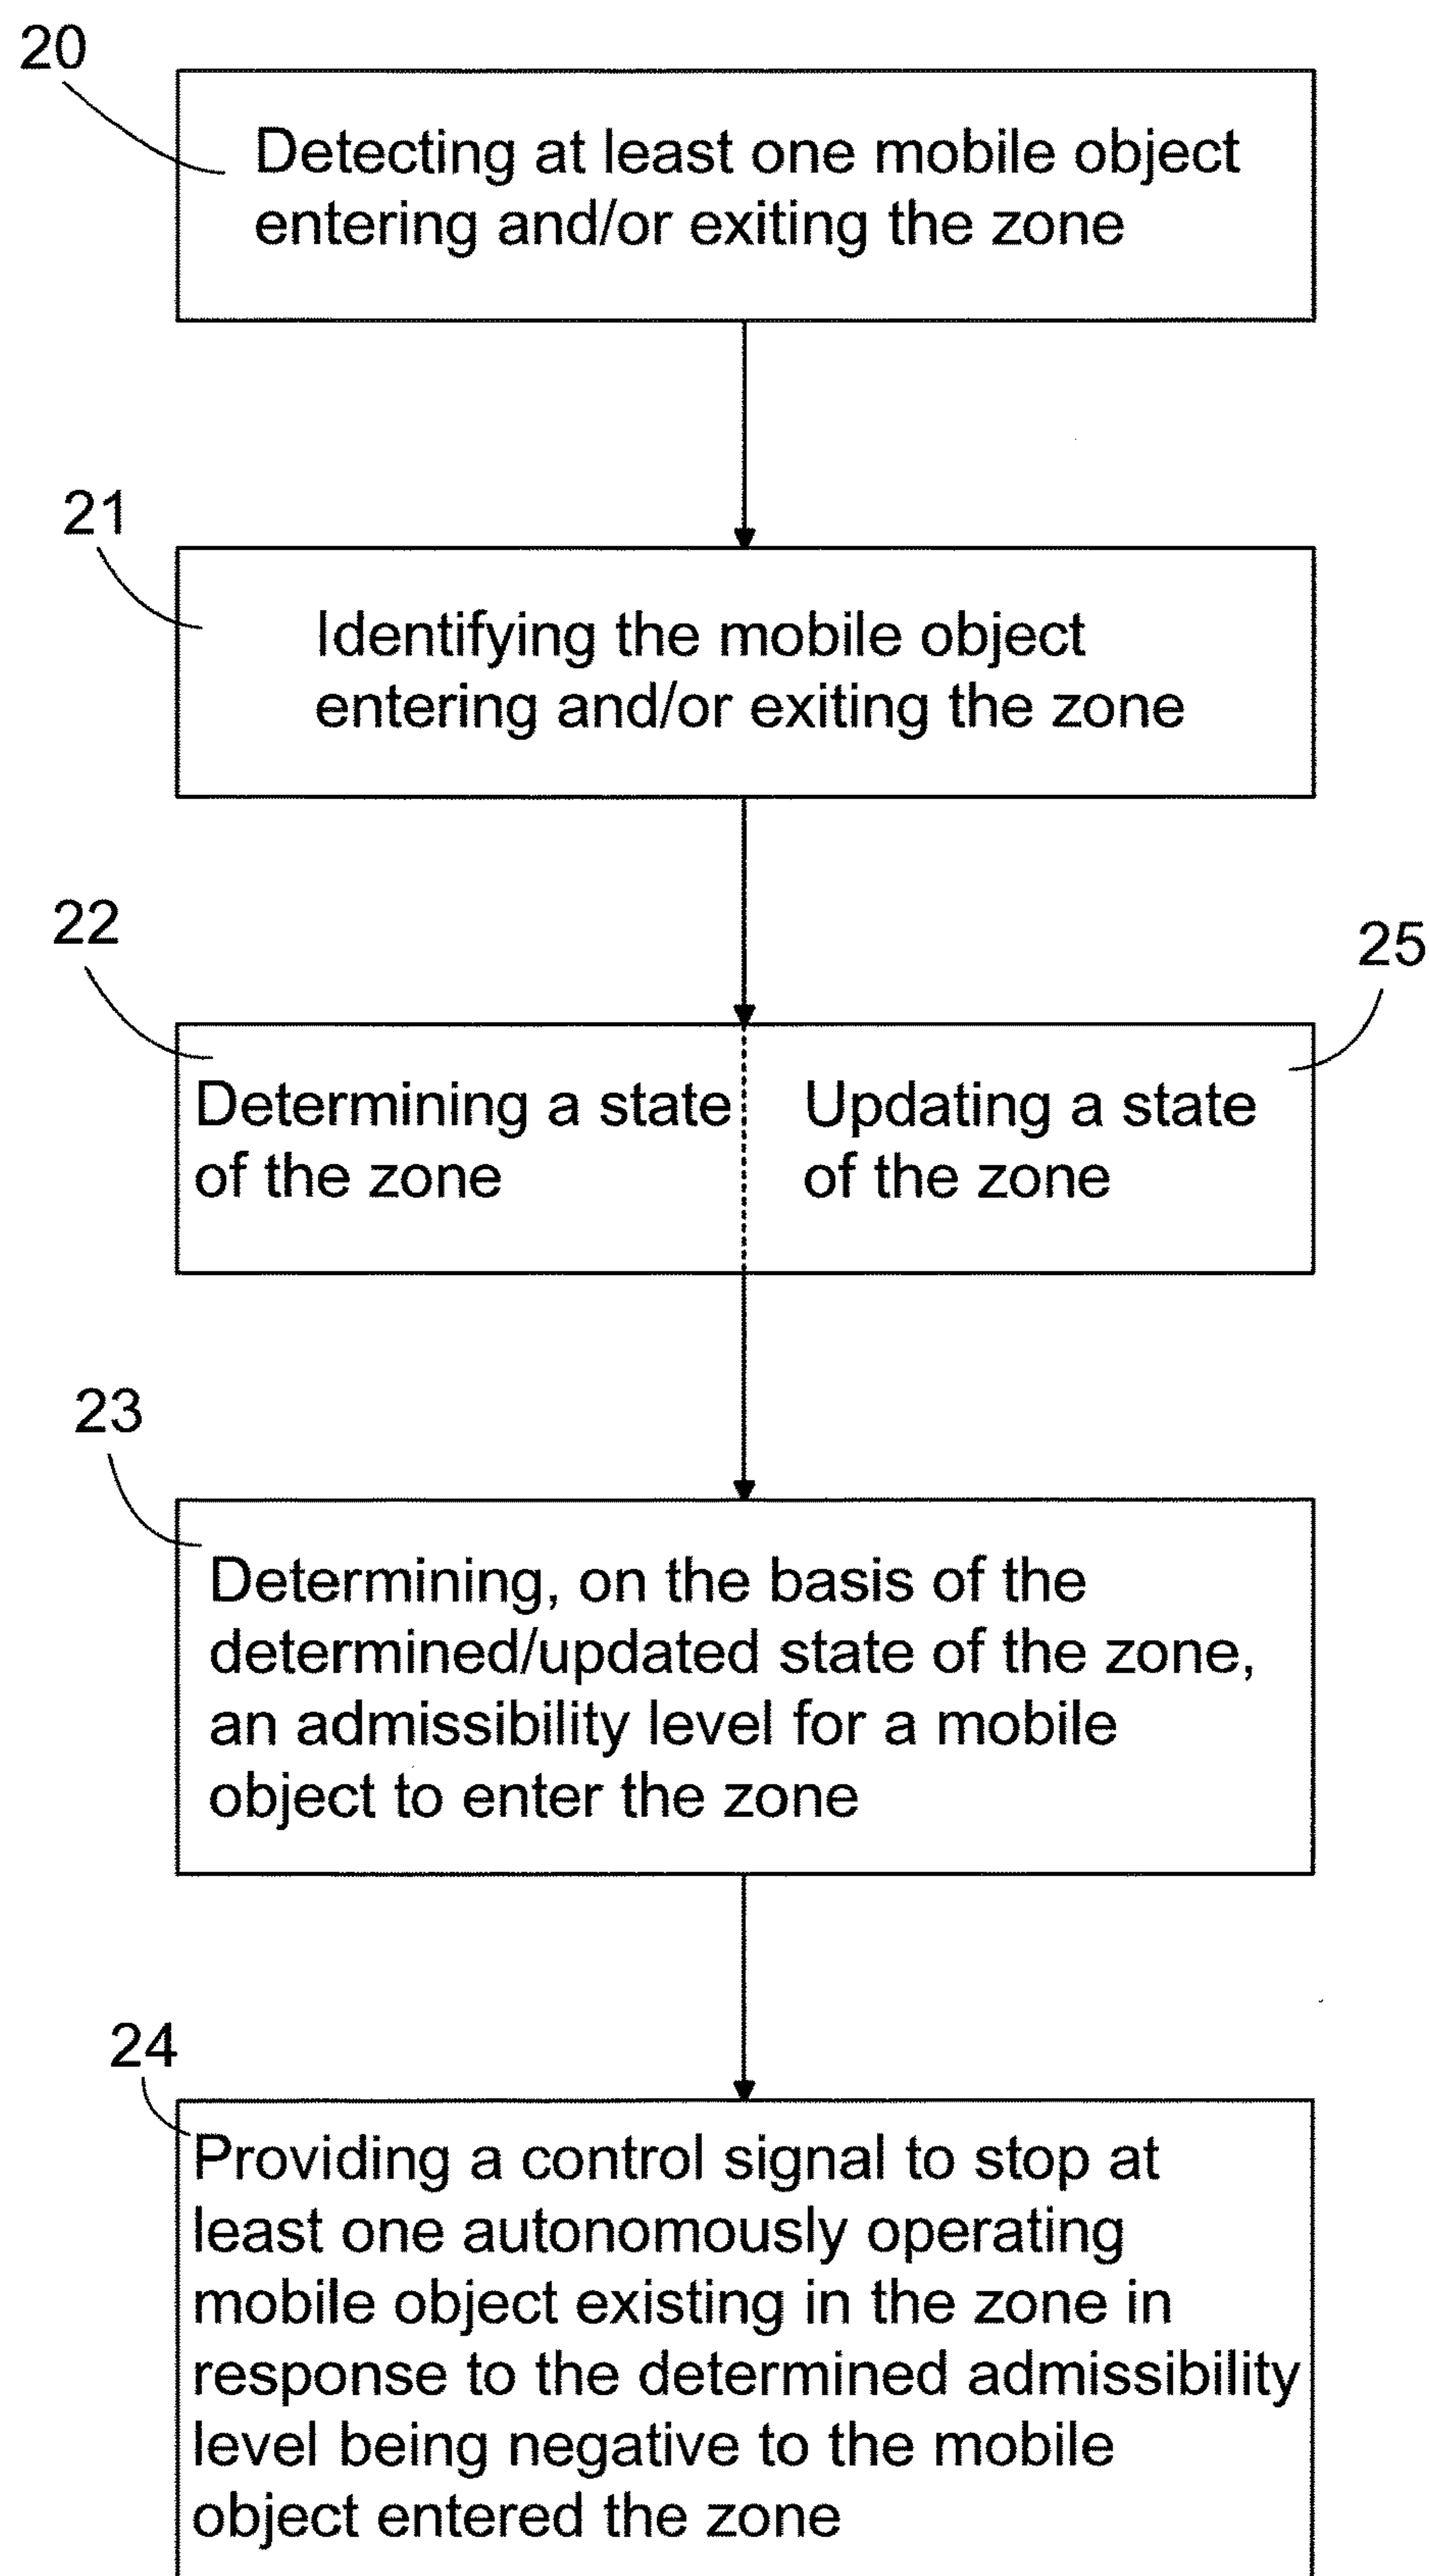 20
Detecting at least one mobile object
entering and/or exiting the zone
21
Identifying the mobile object
entering and/or exiting the zone
22
25
Determining a state
of the zone
Updating a state
of the zone
23
Determining, on the basis of the
determined/updated state of the zone,
an admissibility level for a mobile
object to enter the zone
24
Providing a control signal to stop at
least one autonomously operating
mobile object existing in the zone in
response to the determined admissibility
level being negative to the mobile
object entered the zone